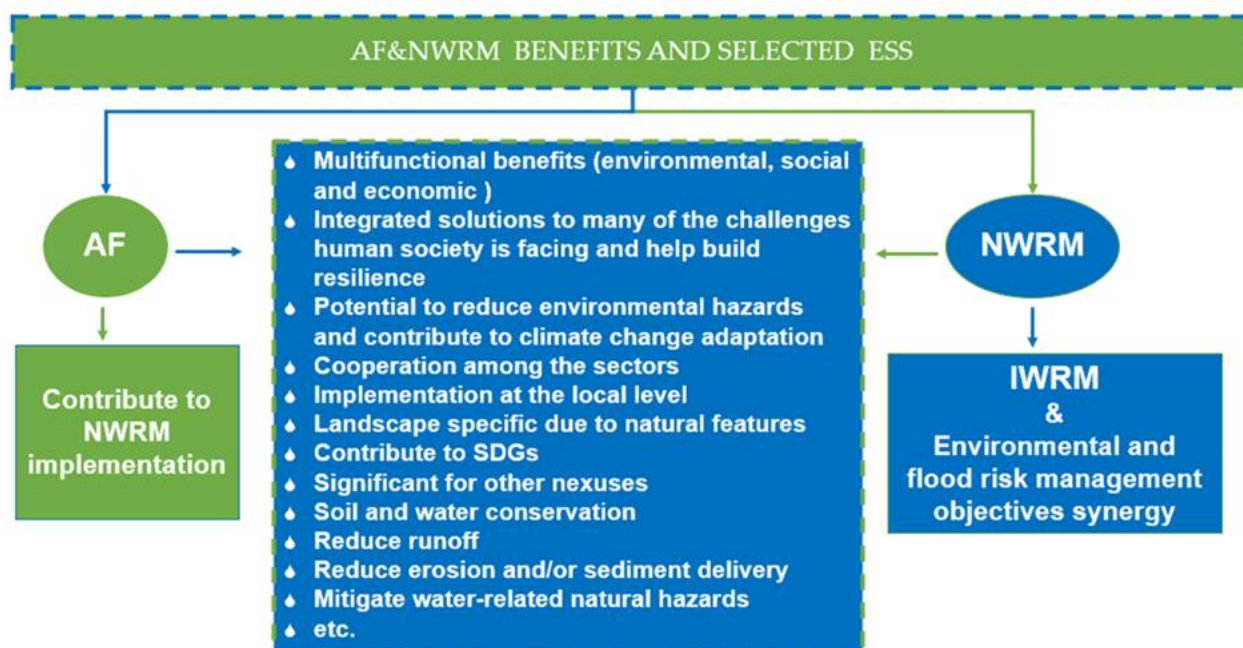 AF&NWRM BENEFITS AND SELECTED ESS
AF
Contribute to
NWRM
implementation
Multifunctional benefits (environmental, social
and economic )
Integrated solutions to many of the challenges
human society is facing and help build
resilience
Potential to reduce environmental hazards
and contribute to climate change adaptation
Cooperation among the sectors
Implementation at the local level
Landscape specific due to natural features
Contribute to SDGs
Significant for other nexuses
Soil and water conservation
Reduce runoff
Reduce erosion and/or sediment delivery
Mitigate water-related natural hazards
etc.
NWRM
IWRM
&
Environmental and
flood risk management
objectives synergy